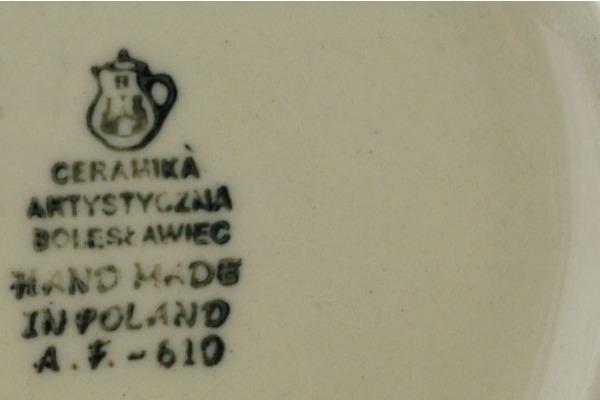 CERAMIKA
ARTYSTYCZNA
BOLESŁAWIEC
HAND MADE
IN POLAND
A.F.-610